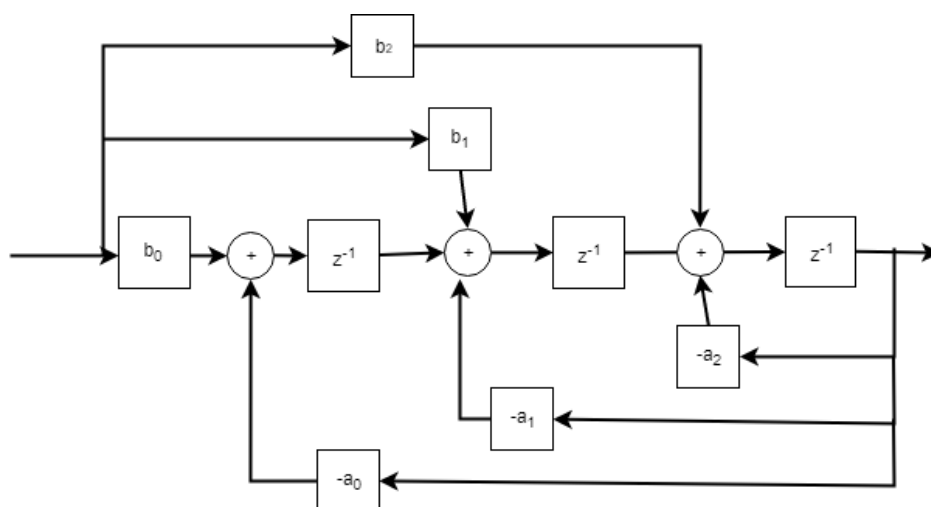 b₂
b₁
b₀ + z⁻¹ + z⁻¹ + z⁻¹
-a₂
-a₁
-a₀